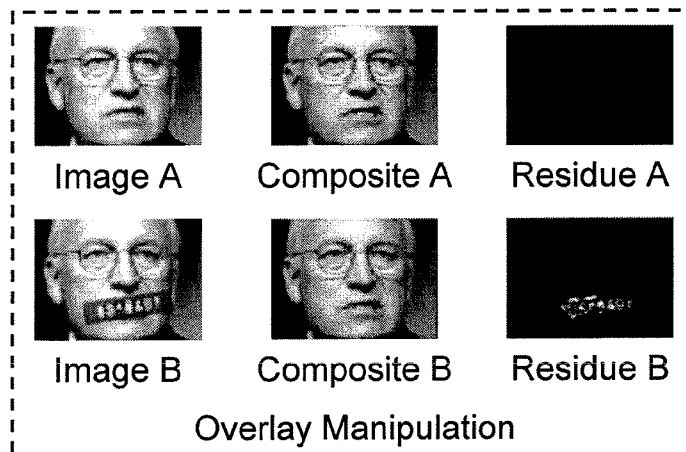 Image A
Composite A
Residue A
Image B
Composite B
Residue B
Overlay Manipulation